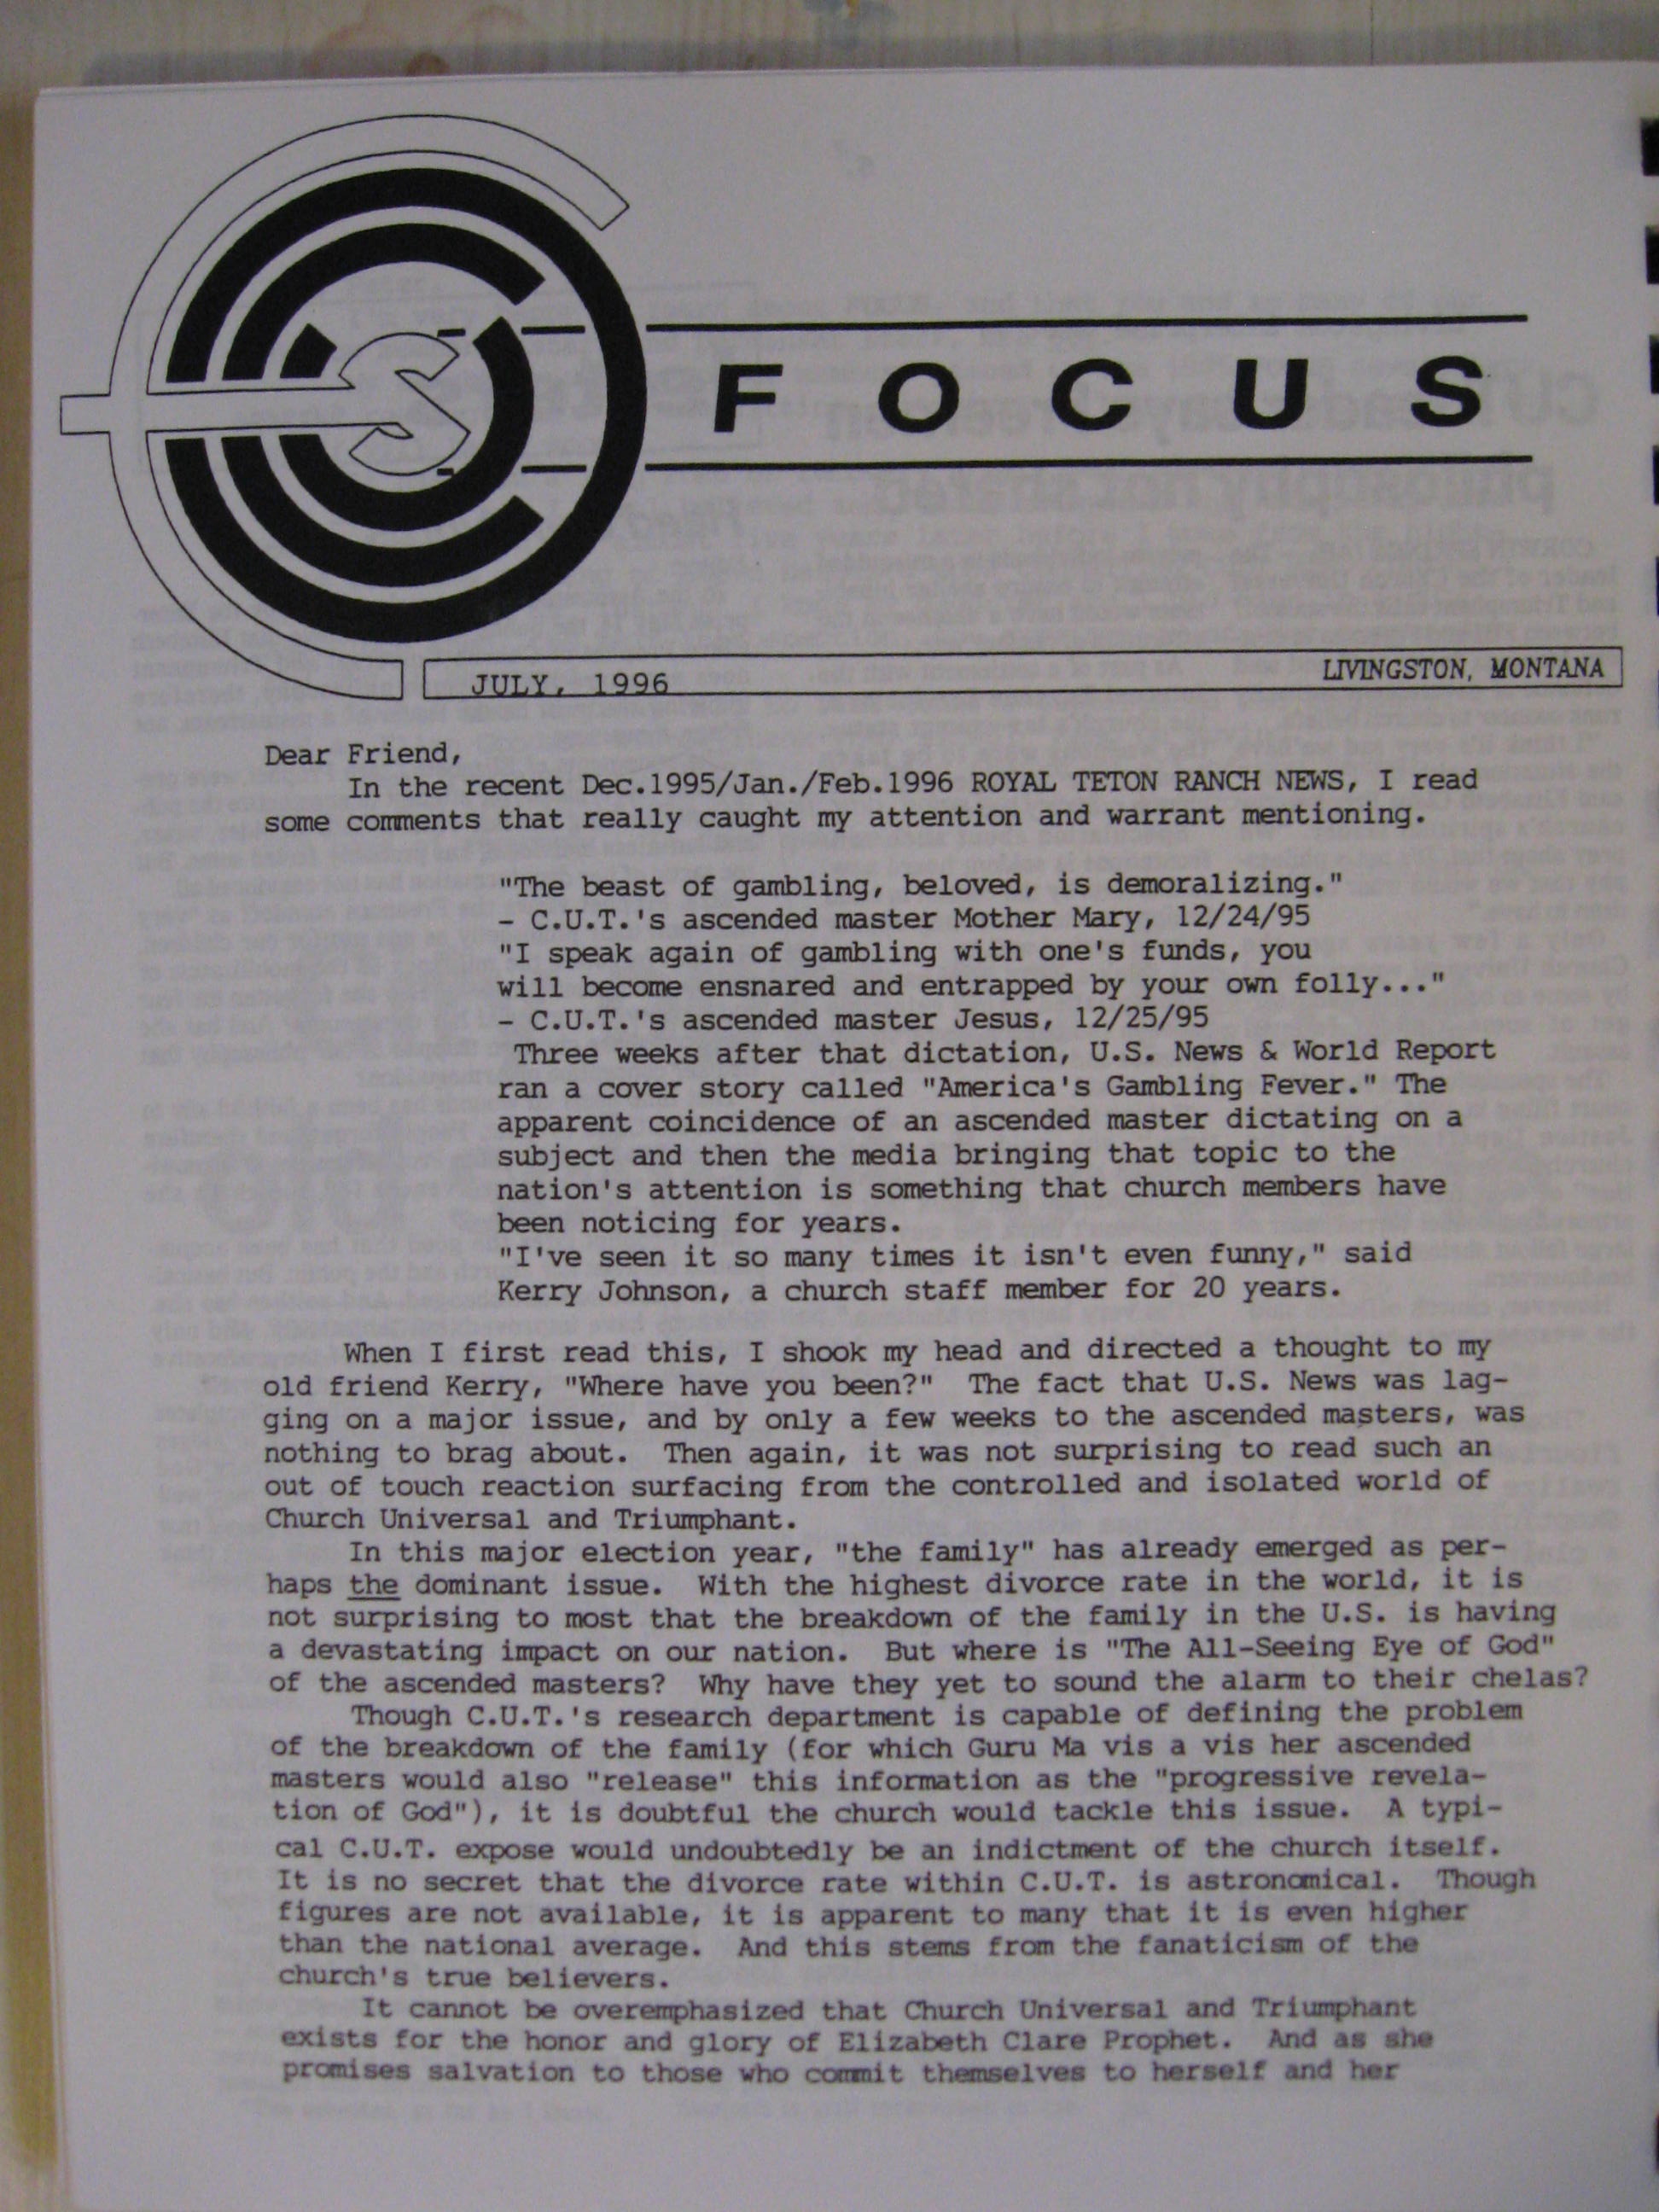 FOCUS
JULY, 1996 LIVINGSTON, MONTANA
Dear Friend,
In the recent Dec.1995/Jan./Feb.1996 ROYAL TETON RANCH NEWS, I read
some comments that really caught my attention and warrant mentioning.
"The beast of gambling, beloved, is demoralizing."
- C.U.T.'s ascended master Mother Mary, 12/24/95
"I speak again of gambling with one's funds, you
will become ensnared and entrapped by your own folly..."
- C.U.T.'s ascended master Jesus, 12/25/95
Three weeks after that dictation, U.S. News & World Report
ran a cover story called "America's Gambling Fever." The
apparent coincidence of an ascended master dictating on a
subject and then the media bringing that topic to the
nation's attention is something that church members have
been noticing for years.
"I've seen it so many times it isn't even funny," said
Kerry Johnson, a church staff member for 20 years.
When I first read this, I shook my head and directed a thought to my
old friend Kerry, "Where have you been?" The fact that U.S. News was lag-
ging on a major issue, and by only a few weeks to the ascended masters, was
nothing to brag about. Then again, it was not surprising to read such an
out of touch reaction surfacing from the controlled and isolated world of
Church Universal and Triumphant.
In this major election year, "the family" has already emerged as per-
haps the dominant issue. With the highest divorce rate in the world, it is
not surprising to most that the breakdown of the family in the U.S. is having
a devastating impact on our nation. But where is "The All-Seeing Eye of God"
of the ascended masters? Why have they yet to sound the alarm to their chelas?
Though C.U.T.'s research department is capable of defining the problem
of the breakdown of the family (for which Guru Ma vis a vis her ascended
masters would also "release" this information as the "progressive revela-
tion of God"), it is doubtful the church would tackle this issue. A typi-
cal C.U.T. expose would undoubtedly be an indictment of the church itself.
It is no secret that the divorce rate within C.U.T. is astronomical. Though
figures are not available, it is apparent to many that it is even higher
than the national average. And this stems from the fanaticism of the
church's true believers.
It cannot be overemphasized that Church Universal and Triumphant
exists for the honor and glory of Elizabeth Clare Prophet. And as she
promises salvation to those who commit themselves to herself and her